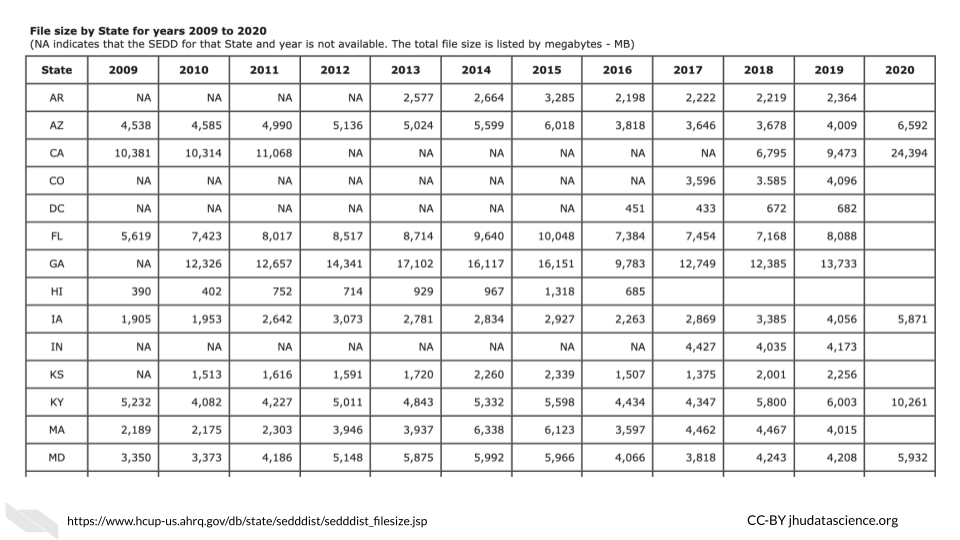 File size by State for years 2009 to 2020
(NA indicates that the SEDD for that State and year is not available. The total file size is listed by megabytes - MB)
State 2009 2010 2011 2012 2013 2014 2015 2016 2017 2018 2019 2020
AR NA NA NA NA 2,577 2,664 3,285 2,198 2,222 2,219 2,364
AZ 4,538 4,585 4,990 5,136 5,024 5,599 6,018 3,818 3,646 3,678 4,009 6,592
CA 10,381 10,314 11,068 NA NA NA NA NA NA 6,795 9,473 24,394
CO NA NA NA NA NA NA NA NA 3,596 3.585 4,096
DC NA NA NA NA NA NA NA 451 433 672 682
FL 5,619 7,423 8,017 8,517 8,714 9,640 10,048 7,384 7,454 7,168 8,088
GA NA 12,326 12,657 14,341 17,102 16,117 16,151 9,783 12,749 12,385 13,733
HI 390 402 752 714 929 967 1,318 685
IA 1,905 1,953 2,642 3,073 2,781 2,834 2,927 2,263 2,869 3,385 4,056 5,871
IN NA NA NA NA NA NA NA NA 4,427 4,035 4,173
KS NA 1,513 1,616 1,591 1,720 2,260 2,339 1,507 1,375 2,001 2,256
KY 5,232 4,082 4,227 5,011 4,843 5,332 5,598 4,434 4,347 5,800 6,003 10,261
MA 2,189 2,175 2,303 3,946 3,937 6,338 6,123 3,597 4,462 4,467 4,015
MD 3,350 3,373 4,186 5,148 5,875 5,992 5,966 4,066 3,818 4,243 4,208 5,932
https://www.hcup-us.ahrq.gov/db/state/sedddist/sedddist_filesize.jsp
CC-BY jhudatascience.org